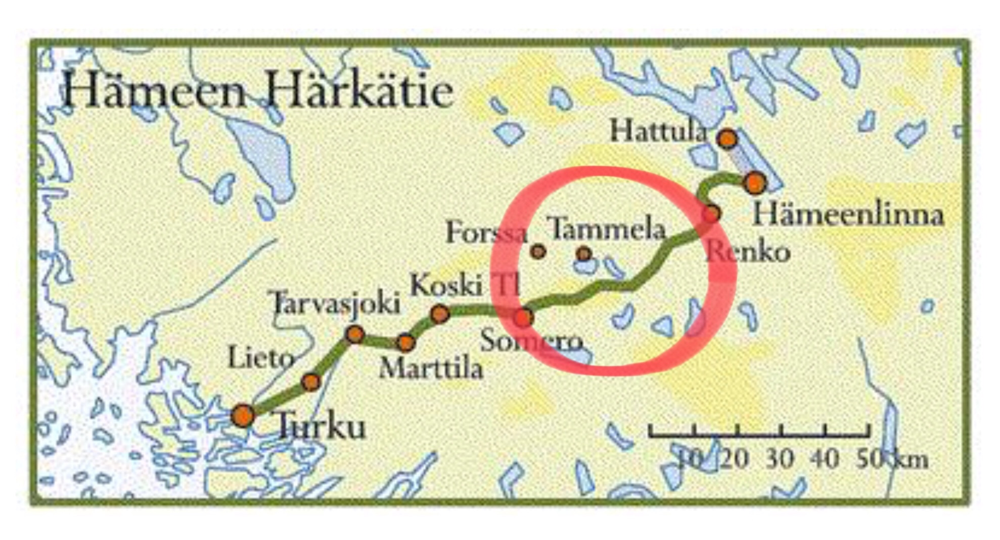 Hämeen Härkätie
Hattula
Hämeenlinna
Forssa
Tammela
Renko
Koski Tl
Tarvasjoki
Somero
Lieto
Marttila
Turku
10 20 30 40 50 km